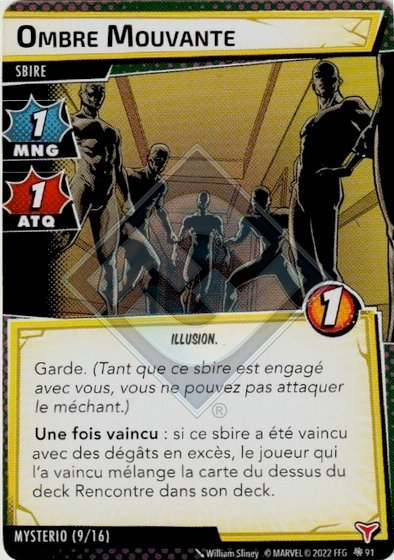 OMBRE MOUVANTE
SBIRE
1
MNG
1
ATQ
1
ILLUSION.
Garde. (Tant que ce sbire est engagé
avec vous, vous ne pouvez pas attaquer
le méchant.)
Une fois vaincu : si ce sbire a été vaincu
avec des dégâts en excès, le joueur qui
l'a vaincu mélange la carte du dessus du
deck Rencontre dans son deck.
MYSTERIO (9/16)
William Sliney © MARVEL © 2022 FFG 91